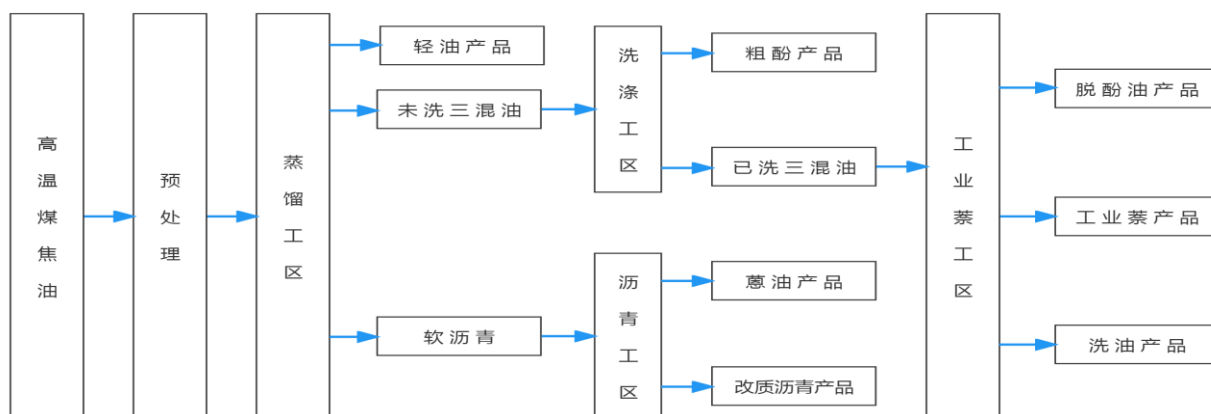 高温煤焦油
预处理
蒸馏工区
轻油产品
未洗三混油
软沥青
洗涤工区
沥青工区
粗酚产品
已洗三混油
蒽油产品
改质沥青产品
工业萘工区
脱酚油产品
工业萘产品
洗油产品